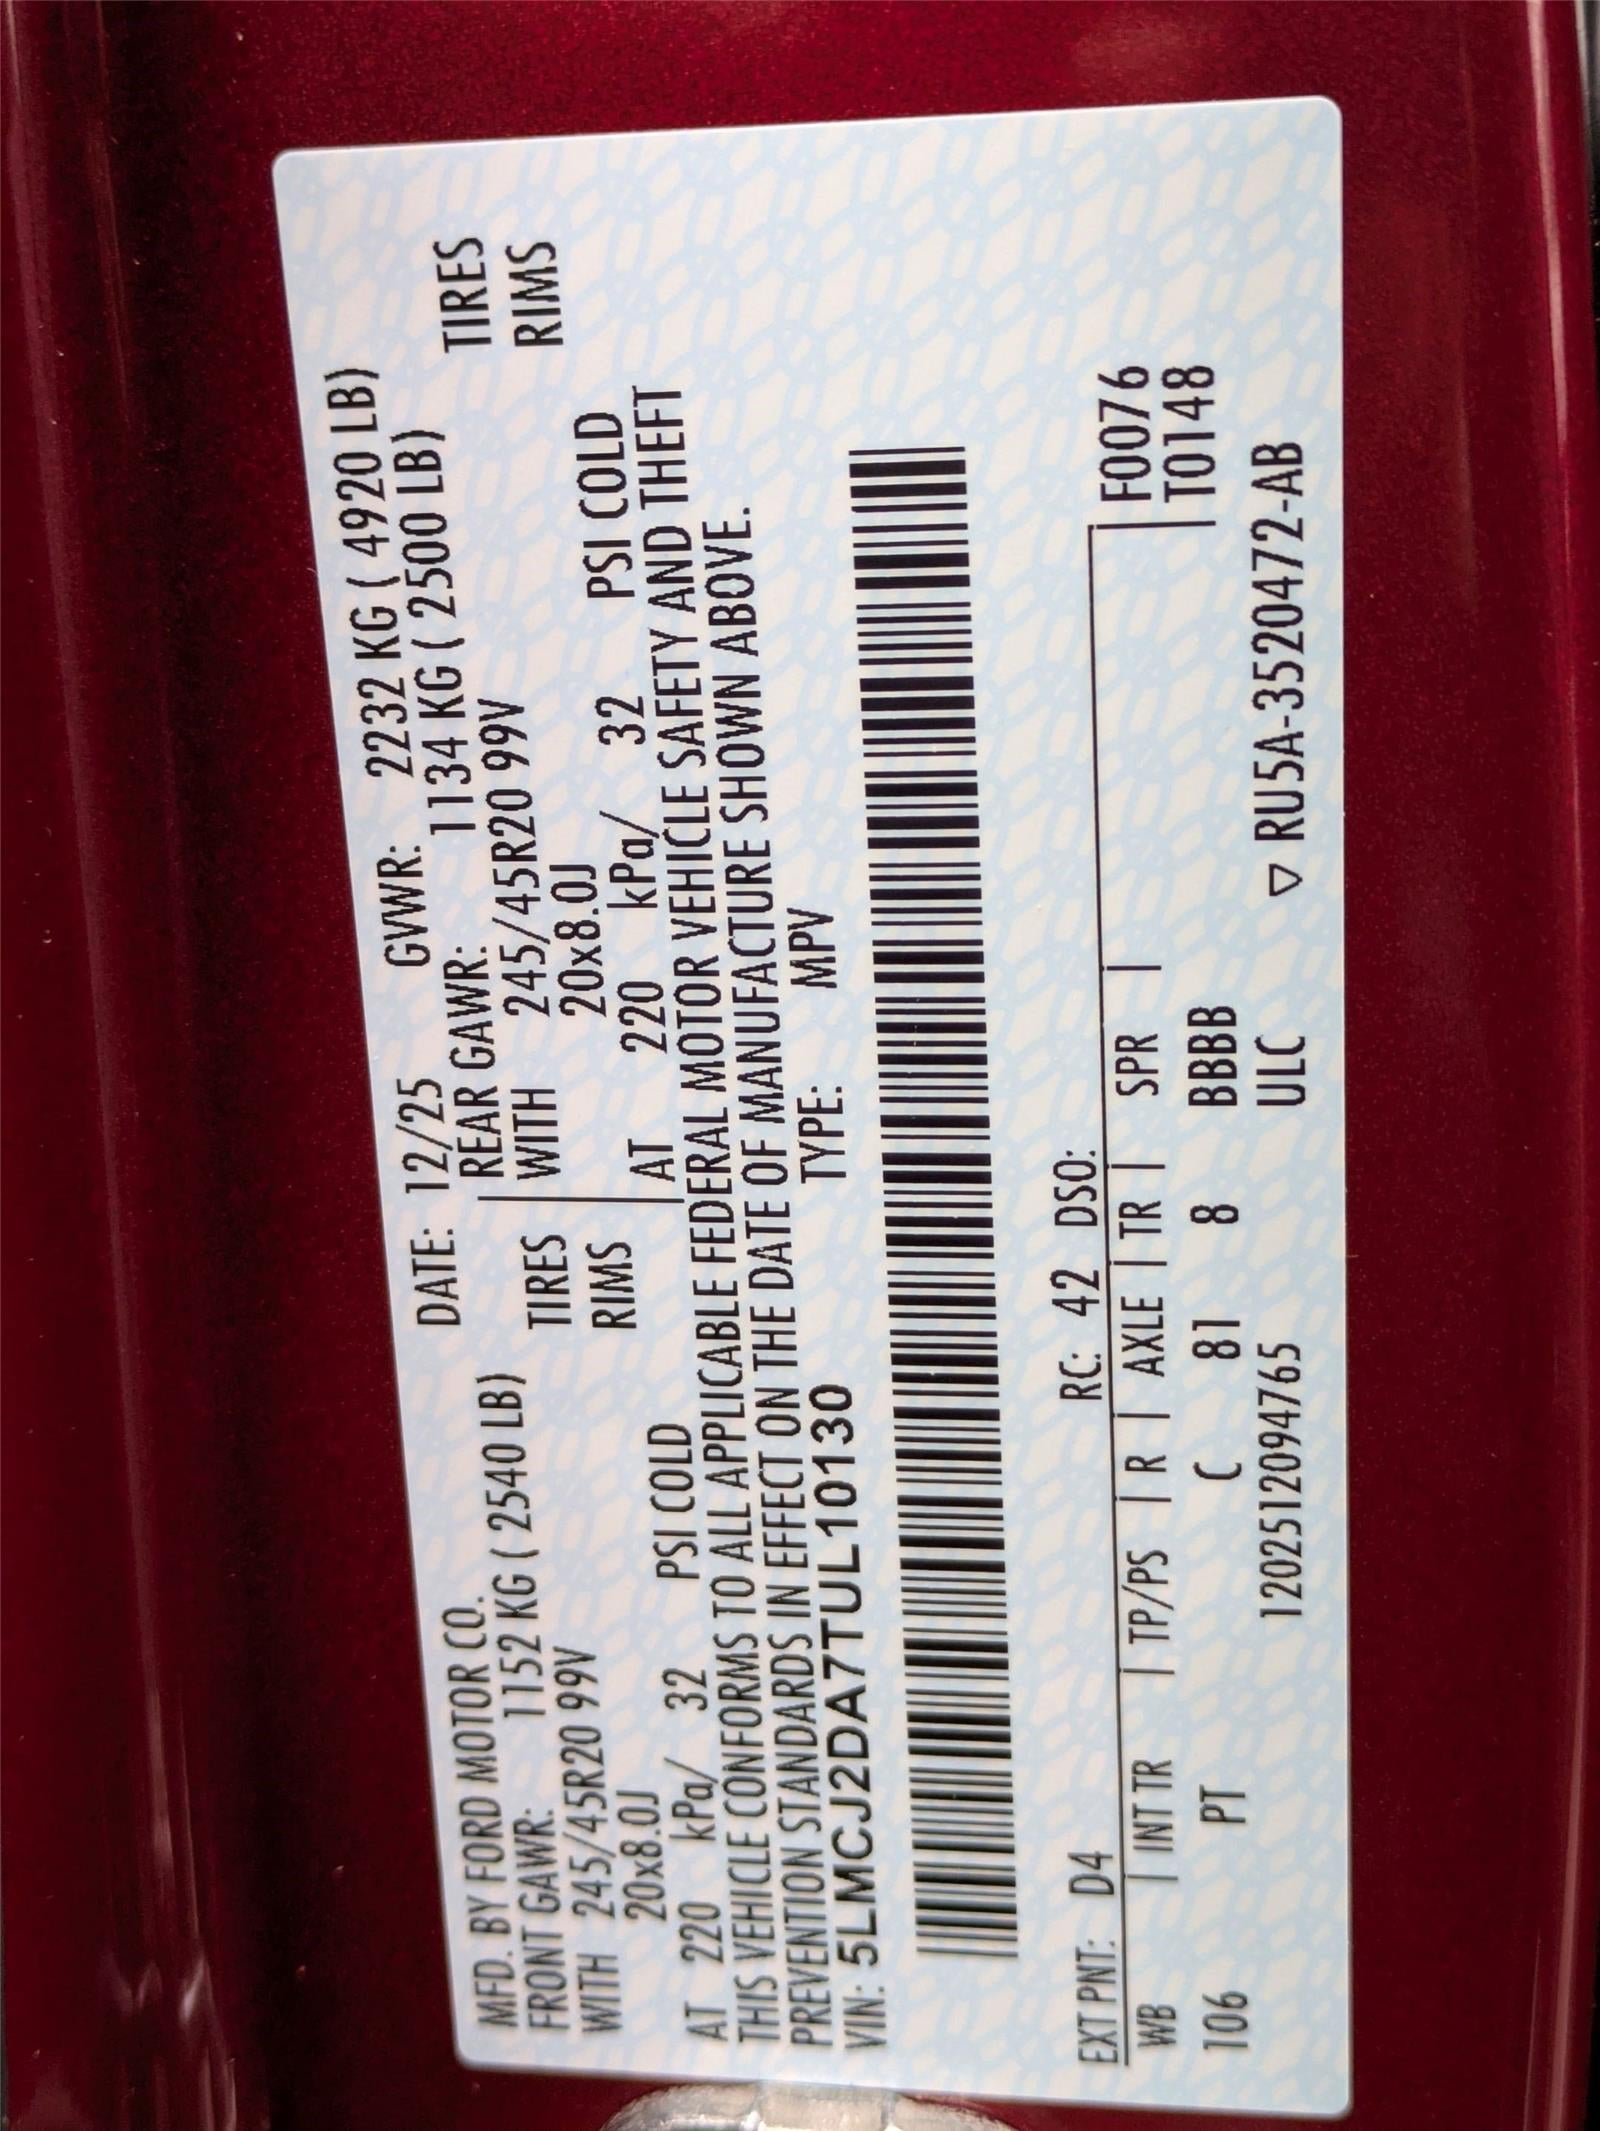 MFD. BY FORD MOTOR CO. DATE: 12/25 GVWR: 2232 KG ( 4920 LB)
FRONT GAWR: 1152 KG ( 2540 LB) REAR GAWR: 1134 KG ( 2500 LB)
WITH 245/45R20 99V TIRES WITH 245/45R20 99V TIRES
20x8.0J RIMS 20x8.0J RIMS
AT 220 kPa/ 32 PSI COLD AT 220 kPa/ 32 PSI COLD
THIS VEHICLE CONFORMS TO ALL APPLICABLE FEDERAL MOTOR VEHICLE SAFETY AND THEFT
PREVENTION STANDARDS IN EFFECT ON THE DATE OF MANUFACTURE SHOWN ABOVE.
VIN: 5LMCJ2DA7TUL10130 TYPE: MPV
EXT PNT: D4 RC: 42 DSO:
WB | INT TR | TP/PS | R | AXLE | TR | SPR | | F0076
106 PT C 81 8 BBBB T0148
1202512094765 ULC ▽ RU5A-3520472-AB